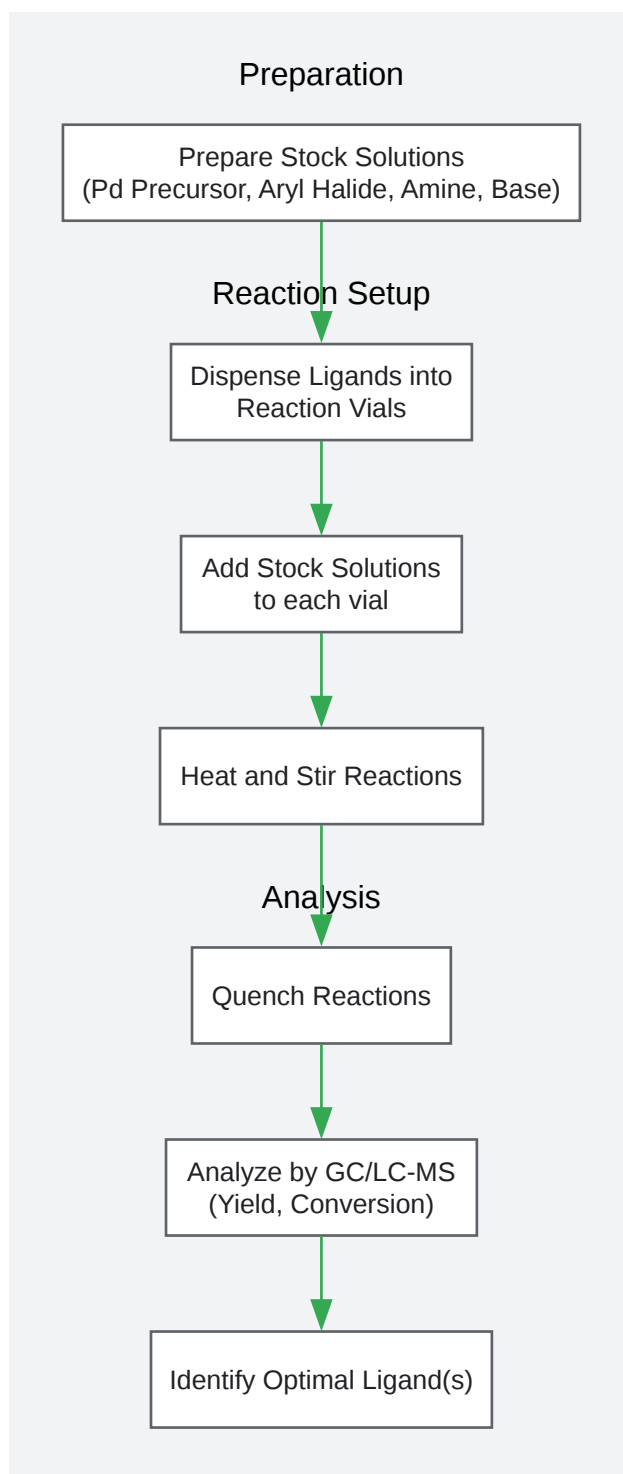 Preparation
Prepare Stock Solutions
(Pd Precursor, Aryl Halide, Amine, Base)
Reaction Setup
Dispense Ligands into
Reaction Vials
Add Stock Solutions
to each vial
Heat and Stir Reactions
Analysis
Quench Reactions
Analyze by GC/LC-MS
(Yield, Conversion)
Identify Optimal Ligand(s)